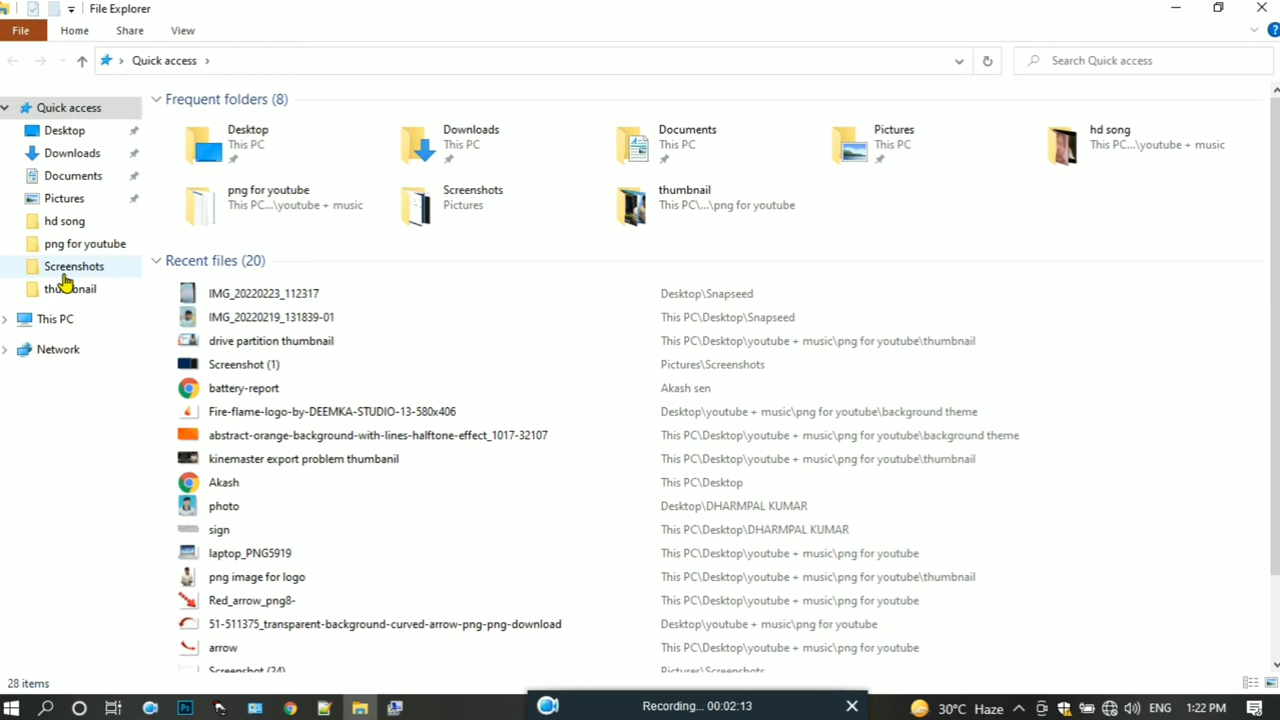 File Explorer
File Home Share View
Quick access
Search Quick access
Quick access
Desktop
Downloads
Documents
Pictures
hd song
png for youtube
Screenshots
This PC
Network
Frequent folders (8)
Desktop
This PC
Downloads
This PC
Documents
This PC
Pictures
This PC
hd song
This PC...\youtube + music
png for youtube
This PC...\youtube + music
Screenshots
Pictures
thumbnail
This PC\...\png for youtube
Recent files (20)
IMG_20220223_112317 Desktop\Snapseed
IMG_20220219_131839-01 This PC\Desktop\Snapseed
drive partition thumbnail This PC\Desktop\youtube + music\png for youtube\thumbnail
Screenshot (1) Pictures\Screenshots
battery-report Akash sen
Fire-flame-logo-by-DEEMKA-STUDIO-13-580x406 Desktop\youtube + music\png for youtube\background theme
abstract-orange-background-with-lines-halftone-effect_1017-32107 This PC\Desktop\youtube + music\png for youtube\background theme
kinemaster export problem thumbanil This PC\Desktop\youtube + music\png for youtube\thumbnail
Akash This PC\Desktop
photo Desktop\DHARMPAL KUMAR
sign This PC\Desktop\DHARMPAL KUMAR
laptop_PNG5919 This PC\Desktop\youtube + music\png for youtube
png image for logo This PC\Desktop\youtube + music\png for youtube\thumbnail
Red_arrow_png8- This PC\Desktop\youtube + music\png for youtube
51-511375_transparent-background-curved-arrow-png-png-download Desktop\youtube + music\png for youtube
arrow This PC\Desktop\youtube + music\png for youtube
Screenshot (24) Pictures\Screenshots
28 items
Recording... 00:02:13
Ps
30°C Haze
ENG 1:22 PM